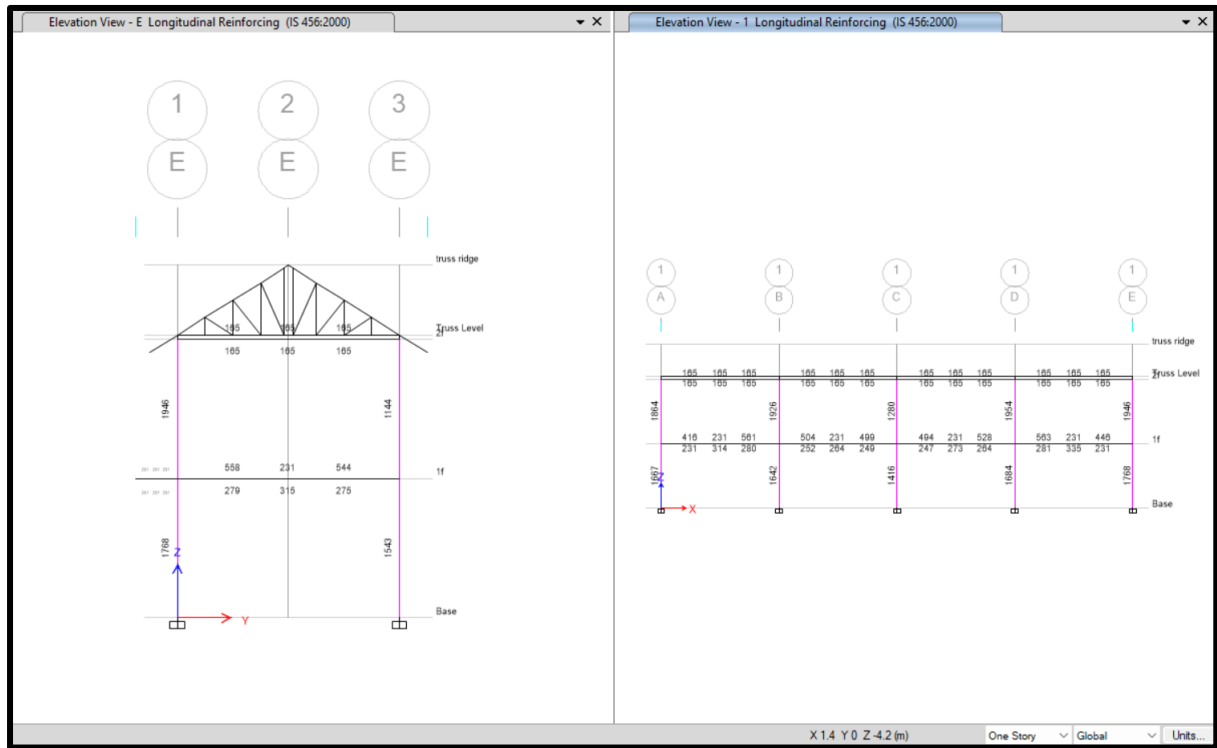 Elevation View - E Longitudinal Reinforcing (IS 456:2000)
1 2 3
E E E
truss ridge
Truss Level
2f
165 165 165
165 165 165
1946 1144
1f
558 231 544
279 315 275
1768 1543
Z
Base
Y
Elevation View - 1 Longitudinal Reinforcing (IS 456:2000)
1 1 1 1 1
A B C D E
truss ridge
Truss Level
2f
165 165 165 165 165 165 165 165 165 165 165 165
165 165 165 165 165 165 165 165 165 165 165 165
1864 1926 1280 1954 1946
416 231 561 504 231 499 494 231 528 563 231 446
1f
231 314 280 252 264 249 247 273 264 281 335 231
1667 1642 1416 1684 1768
Z
Base
X
X 1.4 Y 0 Z -4.2 (m)
One Story
Global
Units...